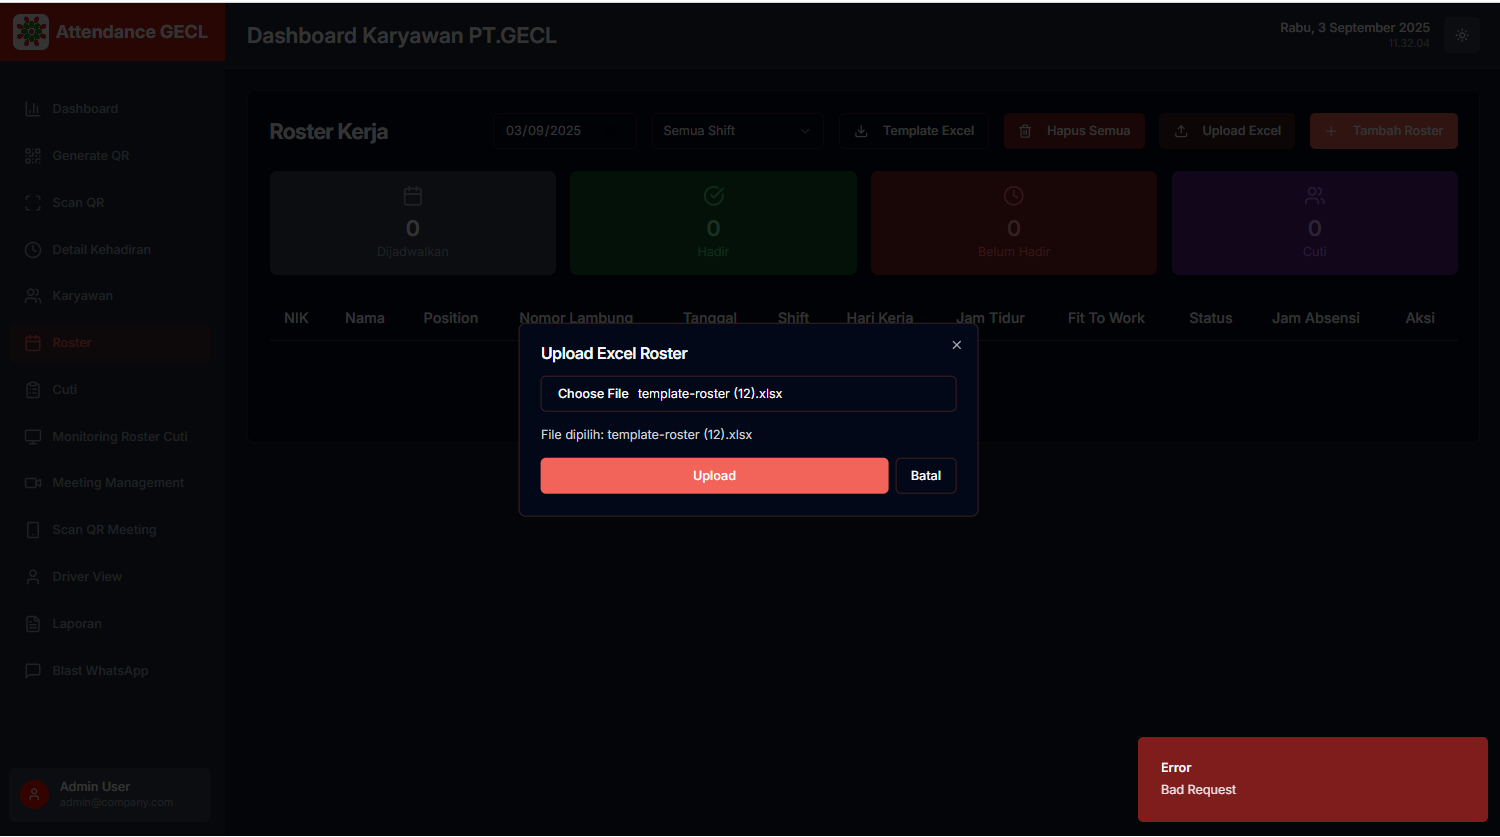 Attendance GECL
Dashboard Karyawan PT.GECL
Rabu, 3 September 2025
11.32.04
Dashboard
Generate QR
Scan QR
Detail Kehadiran
Karyawan
Roster
Cuti
Monitoring Roster Cuti
Meeting Management
Scan QR Meeting
Driver View
Laporan
Blast WhatsApp
Admin User
admin@company.com
Roster Kerja
03/09/2025
Semua Shift
Template Excel
Hapus Semua
Upload Excel
Tambah Roster
0
Dijadwalkan
0
Hadir
0
Belum Hadir
0
Cuti
NIK Nama Position Nomor Lambung Tanggal Shift Hari Kerja Jam Tidur Fit To Work Status Jam Absensi Aksi
Upload Excel Roster
Choose File template-roster (12).xlsx
File dipilih: template-roster (12).xlsx
Upload
Batal
Error
Bad Request